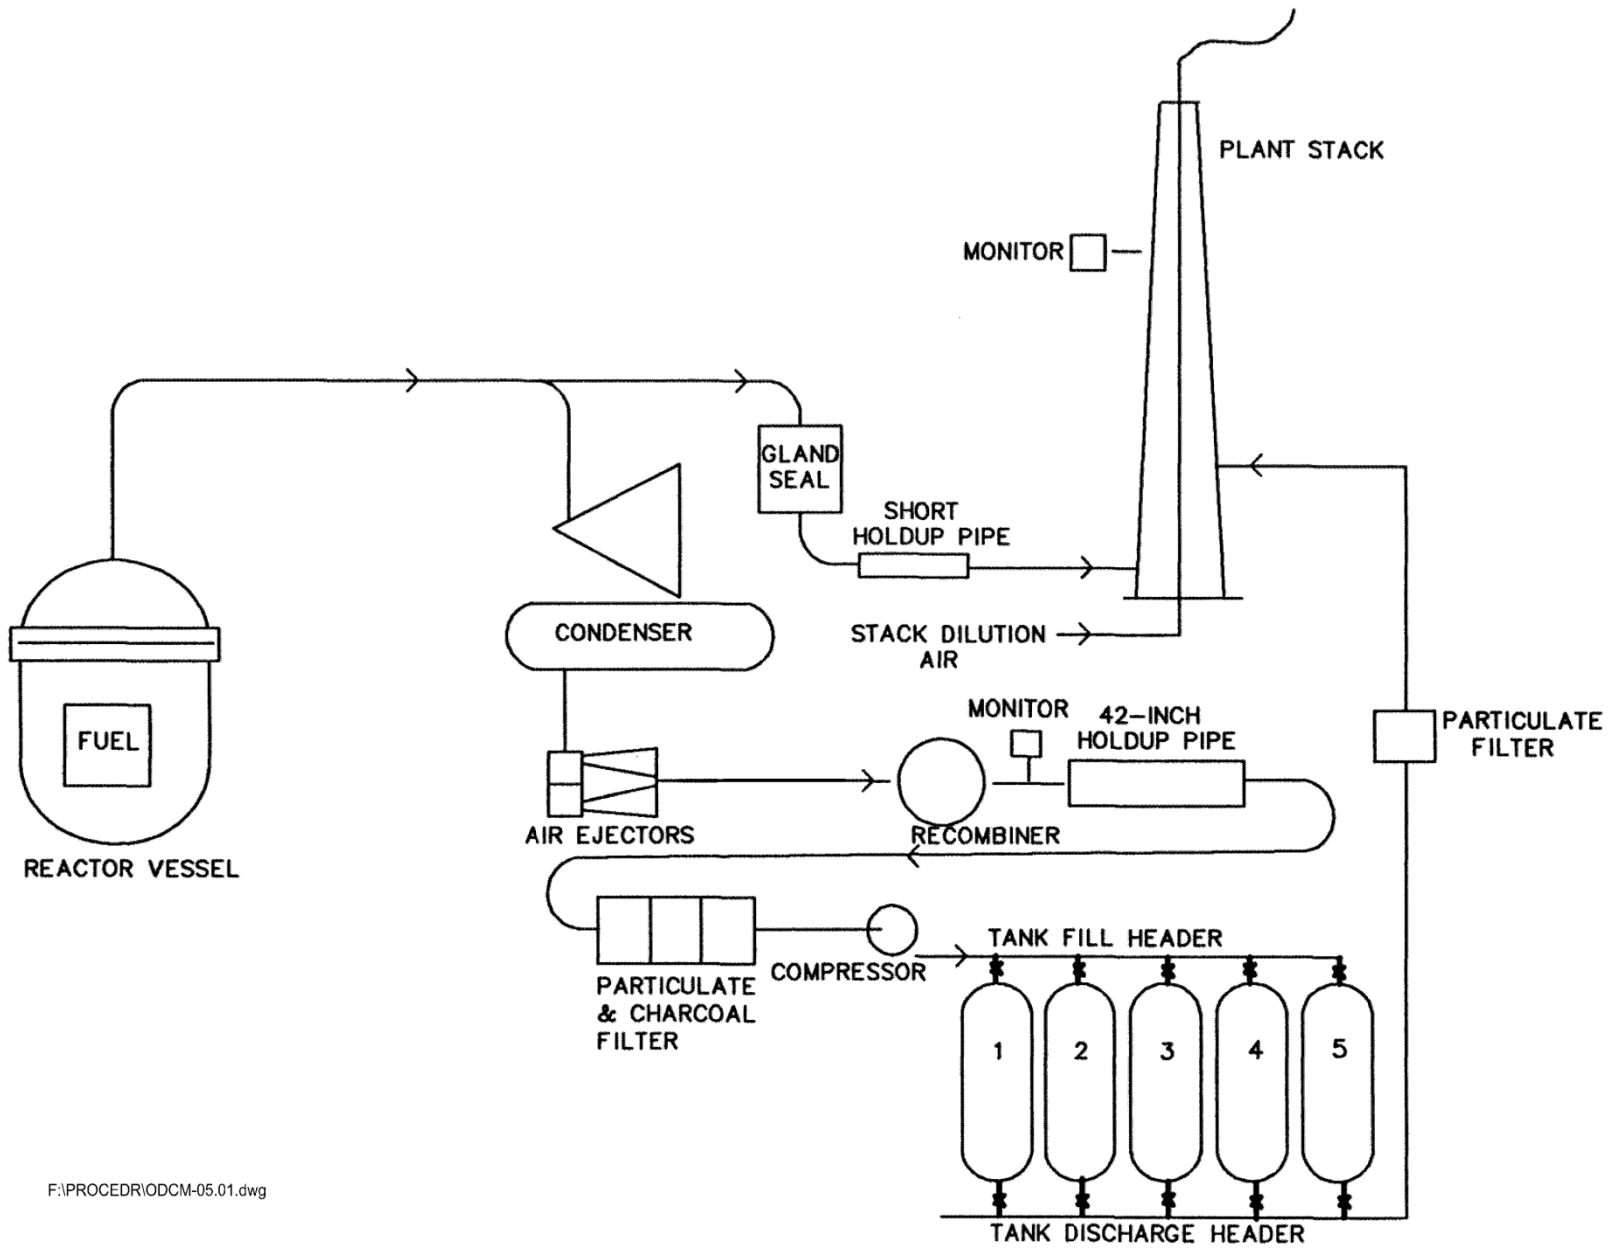 PLANT STACK
MONITOR
GLAND
SEAL
SHORT
HOLDUP PIPE
CONDENSER
STACK DILUTION
AIR
FUEL
REACTOR VESSEL
MONITOR
42-INCH
HOLDUP PIPE
PARTICULATE
FILTER
AIR EJECTORS
RECOMBINER
PARTICULATE
& CHARCOAL
FILTER
COMPRESSOR
TANK FILL HEADER
1 2 3 4 5
TANK DISCHARGE HEADER
F:\PROCEDR\ODCM-05.01.dwg